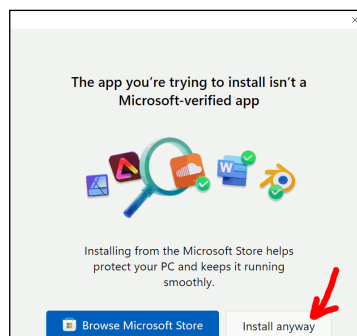 The app you're trying to install isn't a
Microsoft-verified app
W
Installing from the Microsoft Store helps
protect your PC and keeps it running
smoothly.
Browse Microsoft Store
Install anyway